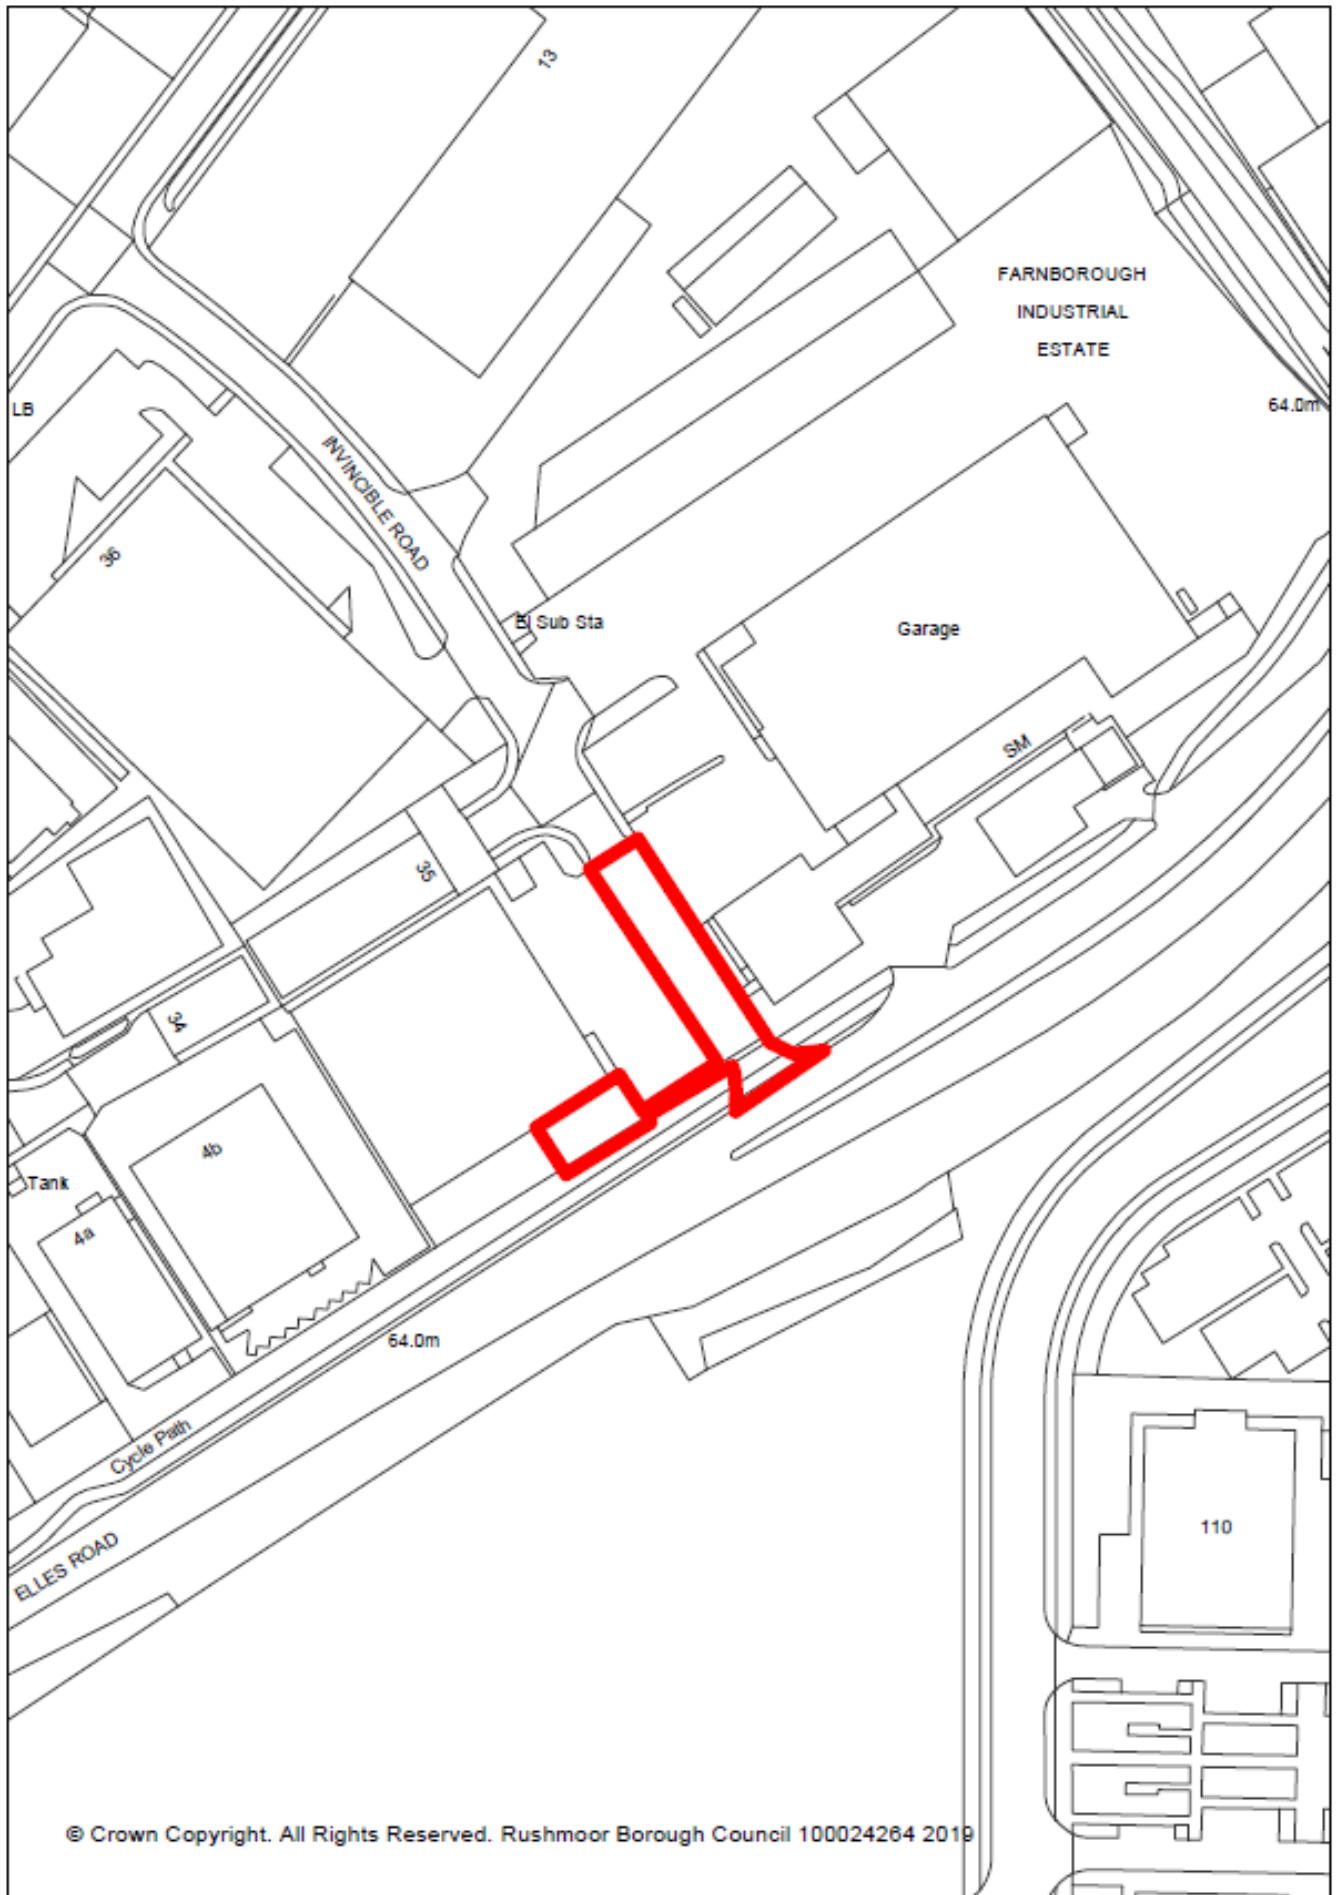 13
FARNBOROUGH
INDUSTRIAL
ESTATE
64.0m
LB
INVINCIBLE ROAD
36
El Sub Sta
Garage
SM
35
34
4b
Tank
4a
64.0m
Cycle Path
110
ELLES ROAD
© Crown Copyright. All Rights Reserved. Rushmoor Borough Council 100024264 2019